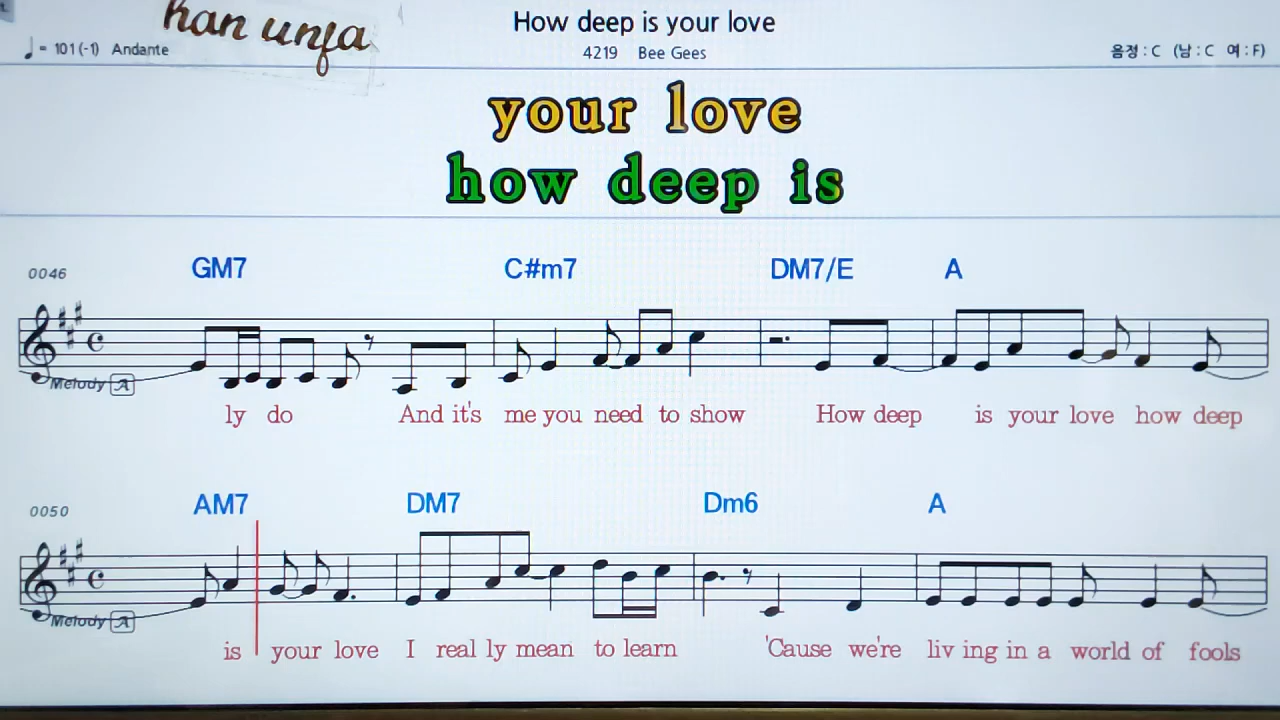 han unfa
How deep is your love
♩ = 101 (-1) Andante
4219 Bee Gees
음정 : C (남 : C 여 : F)
your love
how deep is
0046
GM7 C#m7 DM7/E A
Melody A
ly do And it's me you need to show How deep is your love how deep
0050
AM7 DM7 Dm6 A
Melody A
is your love I real ly mean to learn 'Cause we're liv ing in a world of fools